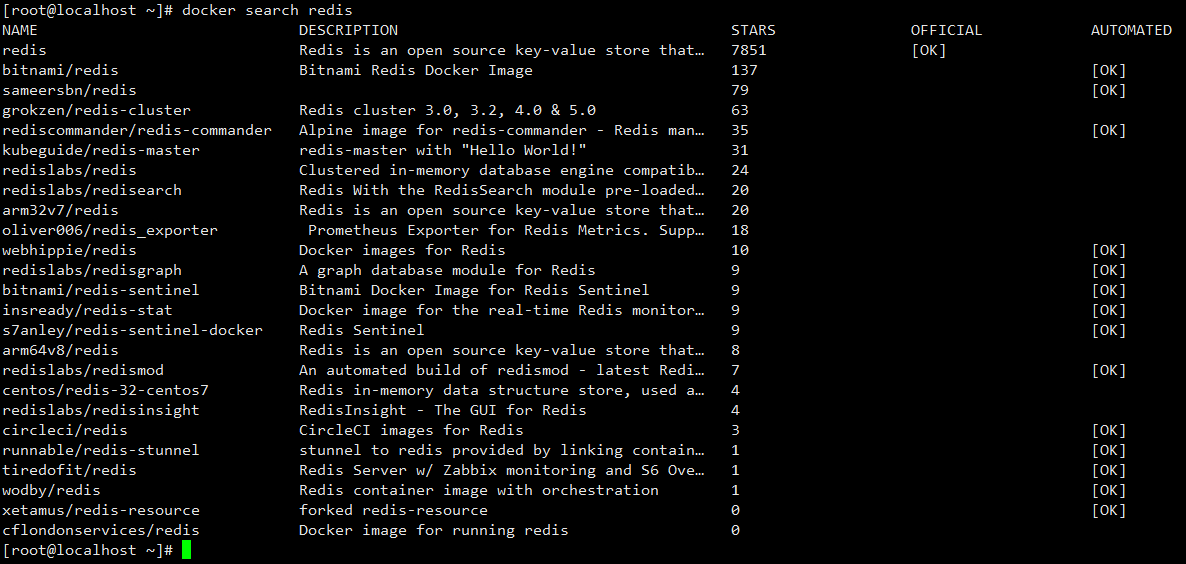 [root@localhost ~]# docker search redis
NAME DESCRIPTION STARS OFFICIAL AUTOMATED
redis Redis is an open source key-value store that… 7851 [OK]
bitnami/redis Bitnami Redis Docker Image 137 [OK]
sameersbn/redis 79 [OK]
grokzen/redis-cluster Redis cluster 3.0, 3.2, 4.0 & 5.0 63
rediscommander/redis-commander Alpine image for redis-commander - Redis man… 35 [OK]
kubeguide/redis-master redis-master with "Hello World!" 31
redislabs/redis Clustered in-memory database engine compatib… 24
redislabs/redisearch Redis With the RedisSearch module pre-loaded… 20
arm32v7/redis Redis is an open source key-value store that… 20
oliver006/redis_exporter Prometheus Exporter for Redis Metrics. Supp… 18
webhippie/redis Docker images for Redis 10 [OK]
redislabs/redisgraph A graph database module for Redis 9 [OK]
bitnami/redis-sentinel Bitnami Docker Image for Redis Sentinel 9 [OK]
insready/redis-stat Docker image for the real-time Redis monitor… 9 [OK]
s7anley/redis-sentinel-docker Redis Sentinel 9 [OK]
arm64v8/redis Redis is an open source key-value store that… 8
redislabs/redismod An automated build of redismod - latest Redi… 7 [OK]
centos/redis-32-centos7 Redis in-memory data structure store, used a… 4
redislabs/redisinsight RedisInsight - The GUI for Redis 4
circleci/redis CircleCI images for Redis 3 [OK]
runnable/redis-stunnel stunnel to redis provided by linking contain… 1 [OK]
tiredofit/redis Redis Server w/ Zabbix monitoring and S6 Ove… 1 [OK]
wodby/redis Redis container image with orchestration 1 [OK]
xetamus/redis-resource forked redis-resource 0 [OK]
cflondonservices/redis Docker image for running redis 0
[root@localhost ~]#